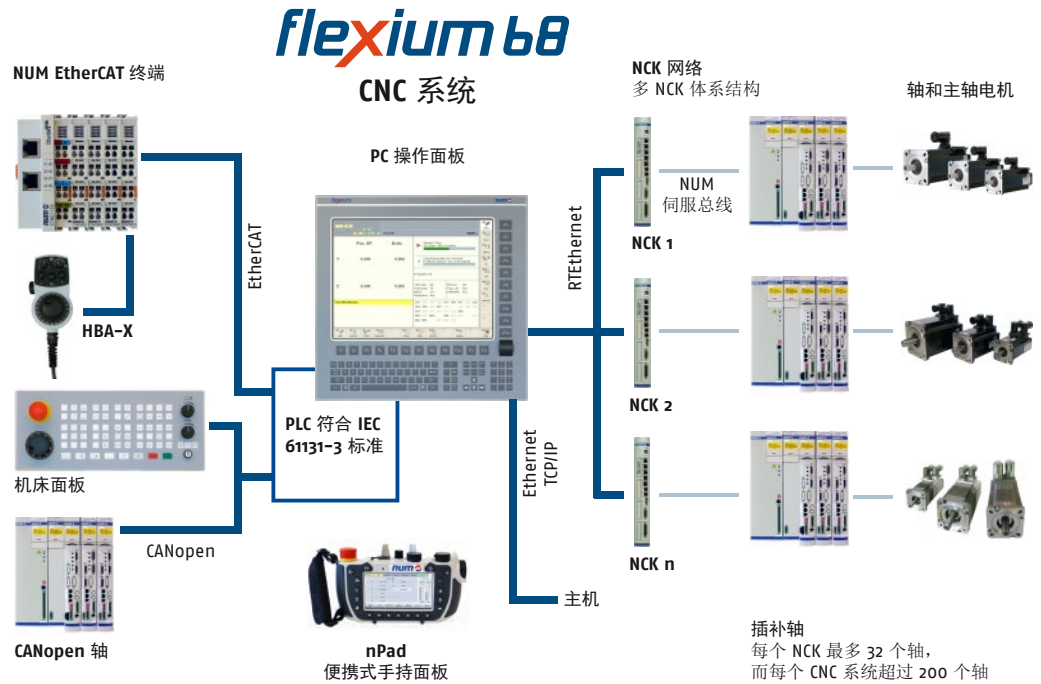 flexium 68
CNC 系统
NUM EtherCAT 终端
NCK 网络
多 NCK 体系结构
轴和主轴电机
PC 操作面板
EtherCAT
RTEthernet
NUM
伺服总线
NCK 1
HBA-X
NCK 2
PLC 符合 IEC
61131-3 标准
Ethernet
TCP/IP
机床面板
CANopen
NCK n
num
主机
CANopen 轴
nPad
便携式手持面板
插补轴
每个 NCK 最多 32 个轴，
而每个 CNC 系统超过 200 个轴